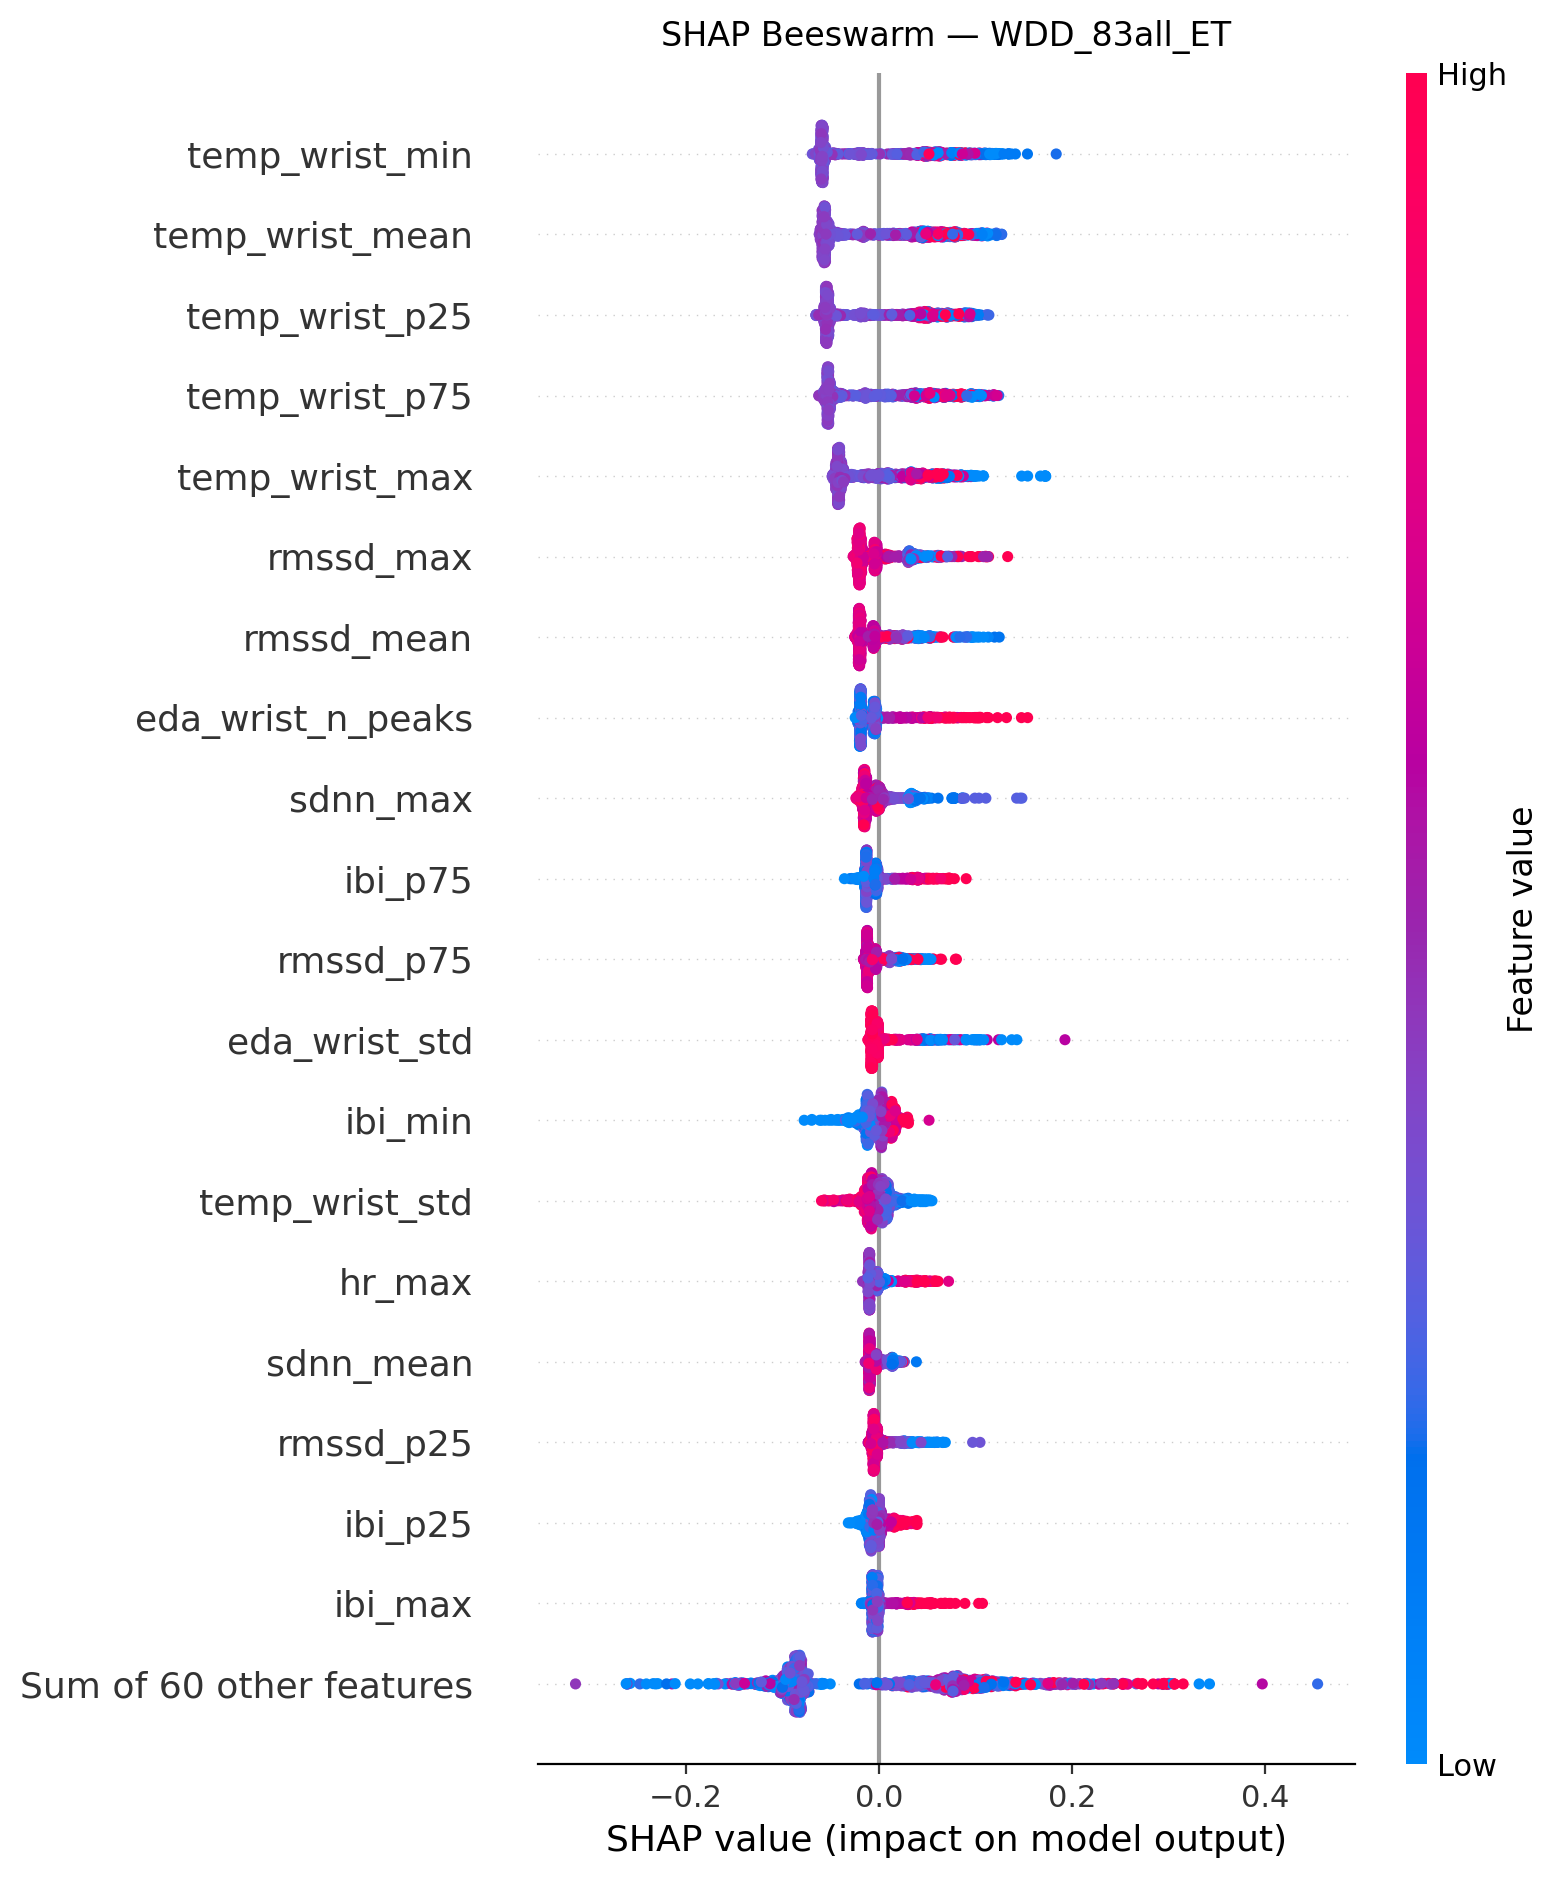 SHAP Beeswarm — WDD_83all_ET
High
temp_wrist_min
temp_wrist_mean
temp_wrist_p25
temp_wrist_p75
temp_wrist_max
rmssd_max
rmssd_mean
eda_wrist_n_peaks
sdnn_max
ibi_p75
rmssd_p75
eda_wrist_std
ibi_min
temp_wrist_std
hr_max
sdnn_mean
rmssd_p25
ibi_p25
ibi_max
Sum of 60 other features
Feature value
Low
−0.2 0.0 0.2 0.4
SHAP value (impact on model output)